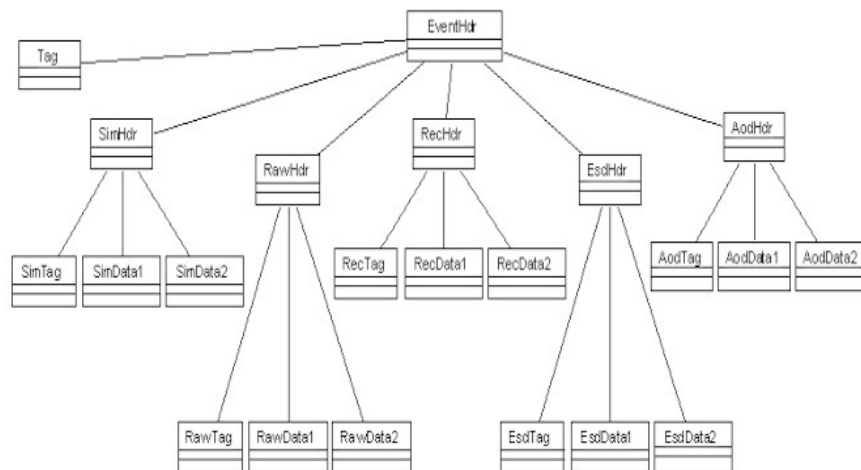 EventHdr
Tag
SimHdr
RecHdr
AodHdr
RawHdr
EsdHdr
SimTag
SimData1
SimData2
RecTag
RecData1
RecData2
AodTag
AodData1
AodData2
RawTag
RawData1
RawData2
EsdTag
EsdData1
EsdData2